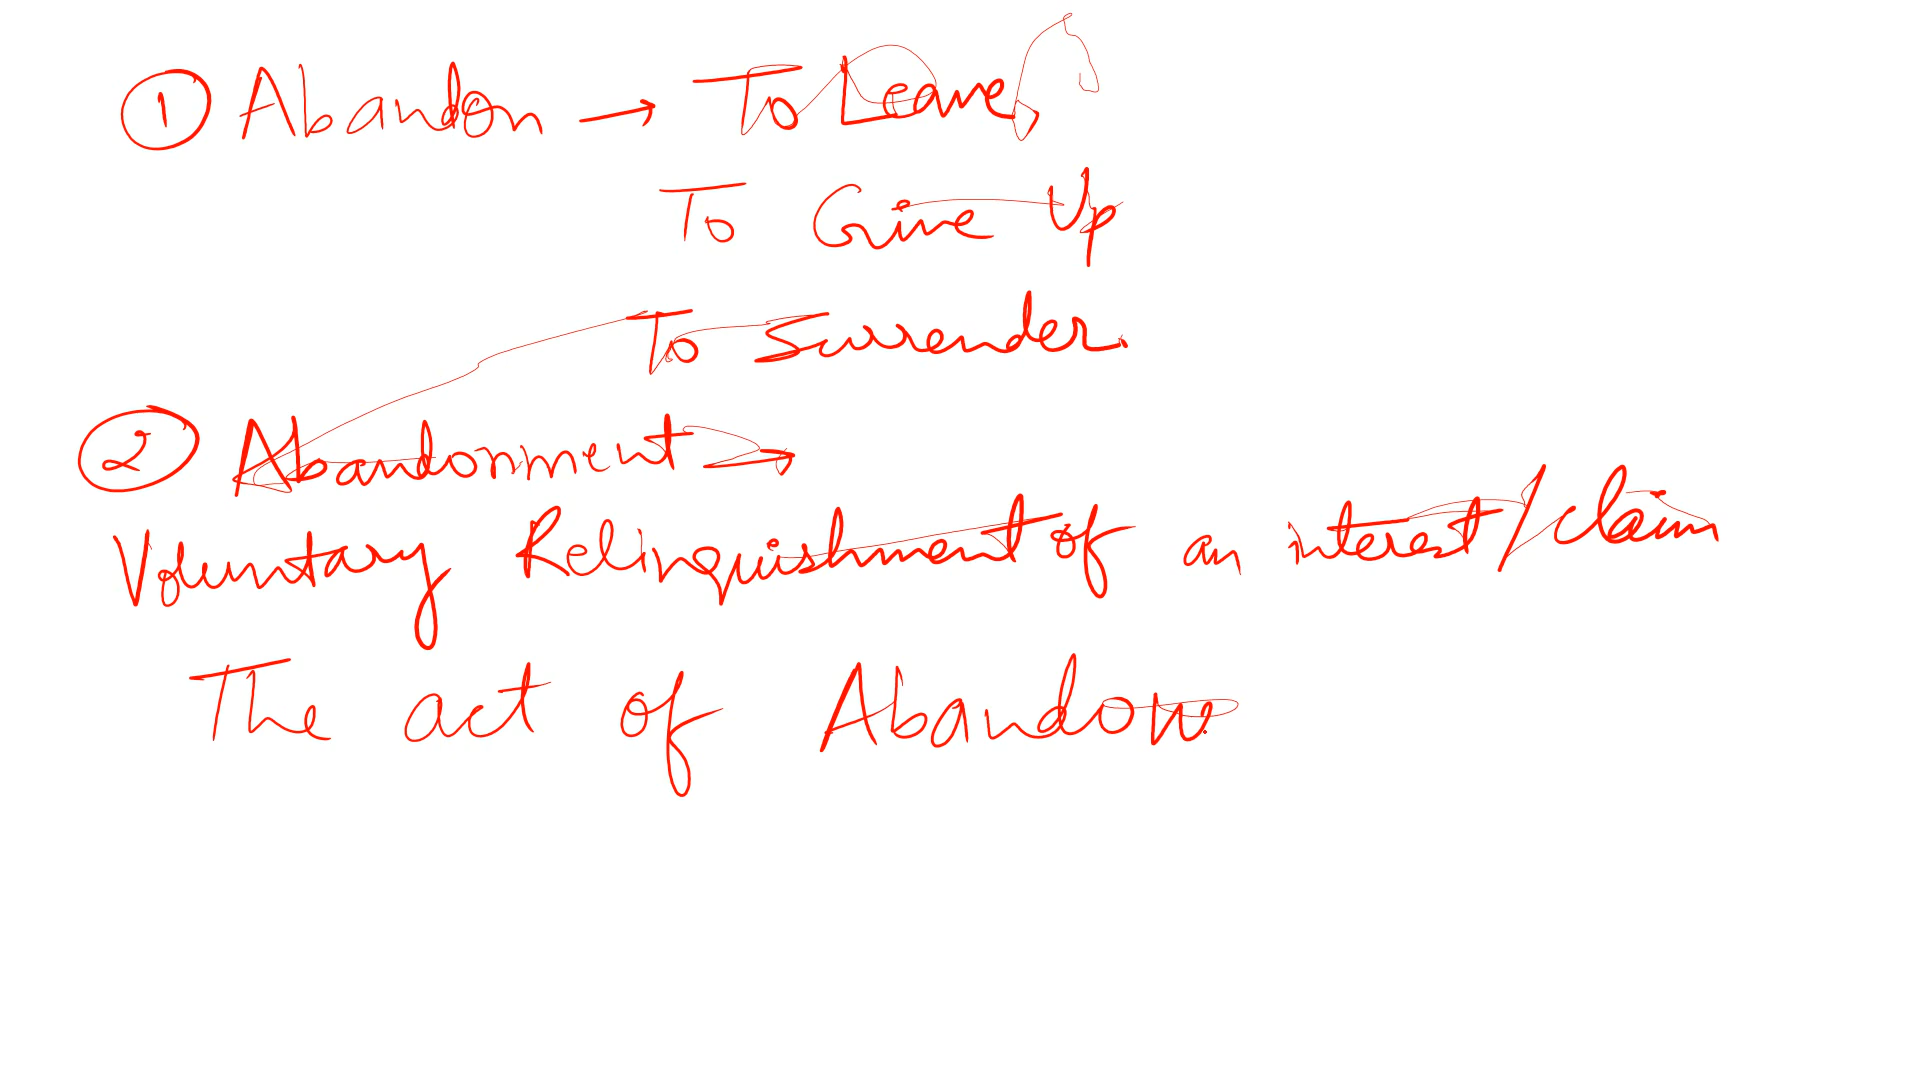 ① Abandon → To Leave,
To Give Up
To Surrender.
② Abandonment →
Voluntary Relinquishment of an interest/claim
The act of Abandon.